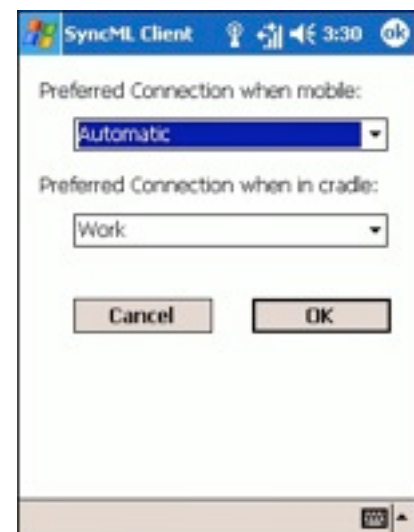 SyncML Client 3:30 ok
Preferred Connection when mobile:
Automatic
Preferred Connection when in cradle:
Work
Cancel OK